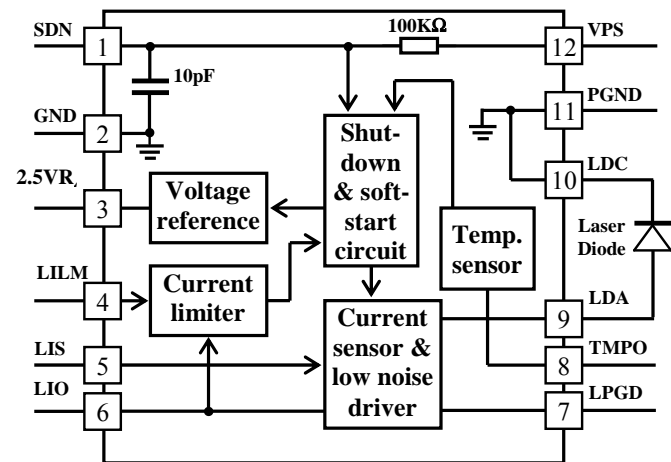 SDN
1
100KΩ
12
VPS
10pF
GND
2
11
PGND
Shut-
down
& soft-
start
circuit
10
LDC
2.5VR
3
Voltage
reference
Temp.
sensor
Laser
Diode
LILM
4
Current
limiter
Current
sensor &
low noise
driver
9
LDA
LIS
5
8
TMPO
LIO
6
7
LPGD